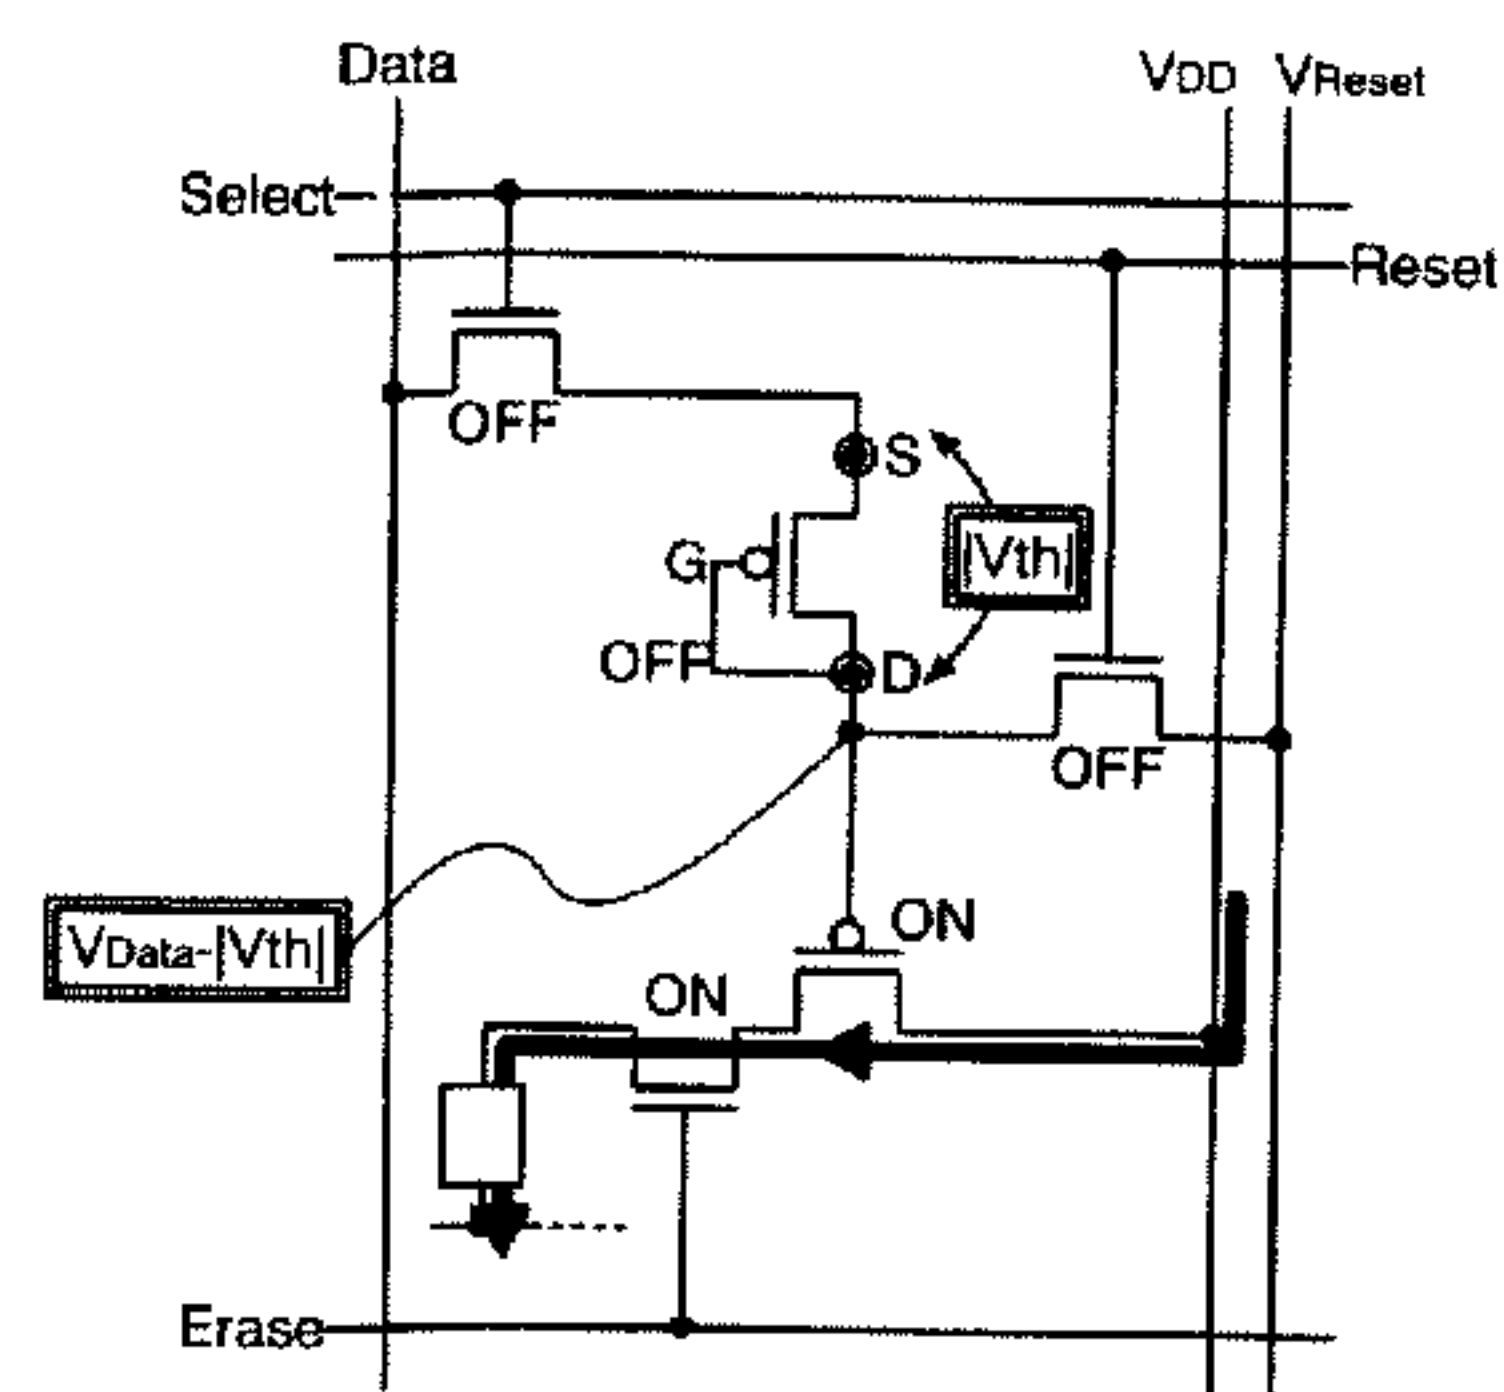 Data
VDD
VReset
Select
Reset
OFF
S
|Vth|
G
OFF
D
OFF
ON
VData-|Vth|
ON
Erase